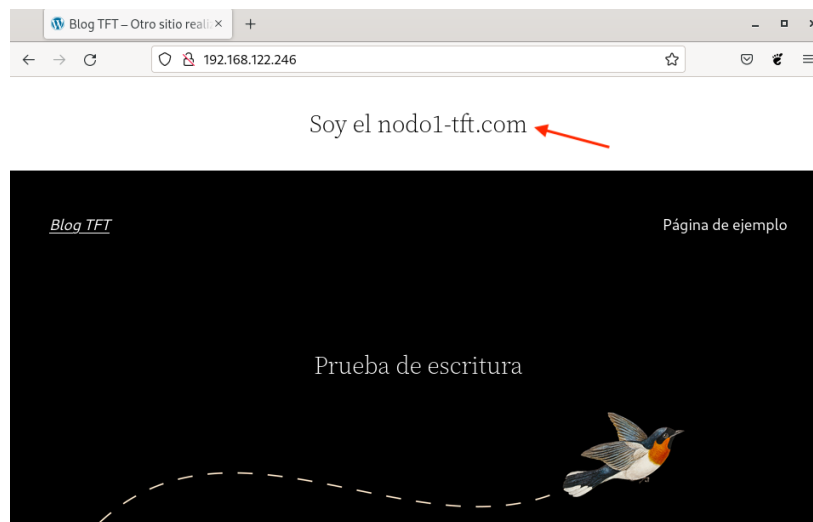 Blog TFT – Otro sitio reali
192.168.122.246
Soy el nodo1-tft.com
Blog TFT
Página de ejemplo
Prueba de escritura